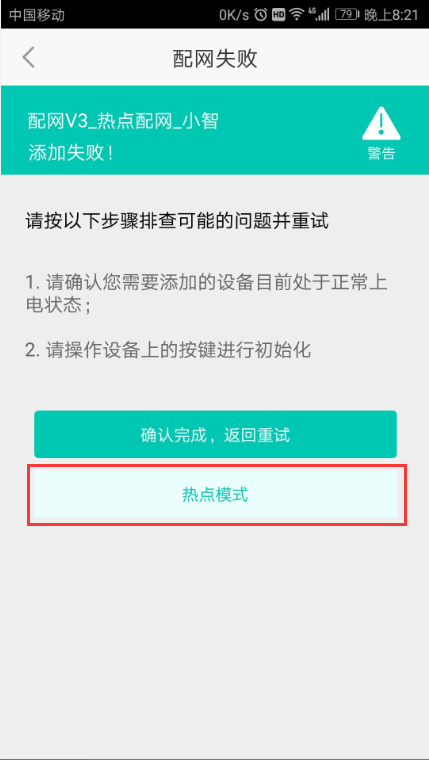 中国移动 0K/s HD 4G 79 晚上8:21
配网失败
配网V3_热点配网_小智
添加失败!
警告
请按以下步骤排查可能的问题并重试
1. 请确认您需要添加的设备目前处于正常上
电状态;
2. 请操作设备上的按键进行初始化
确认完成，返回重试
热点模式